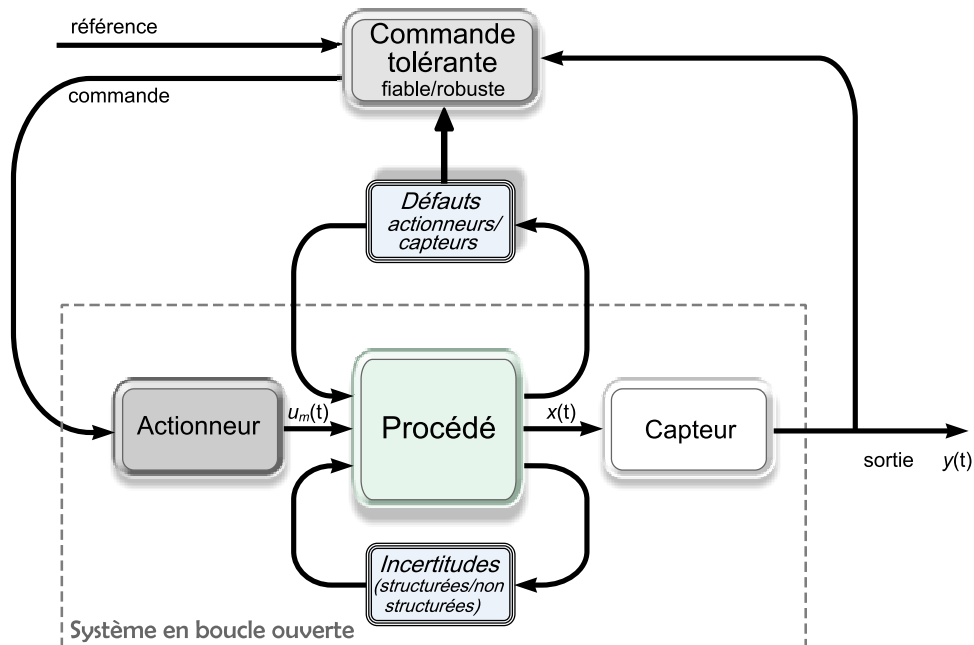 référence
Commande
tolérante
fiable/robuste
commande
Défauts
actionneurs/
capteurs
Actionneur
um(t)
Procédé
x(t)
Capteur
sortie
y(t)
Incertitudes
(structurées/non
structurées)
Système en boucle ouverte